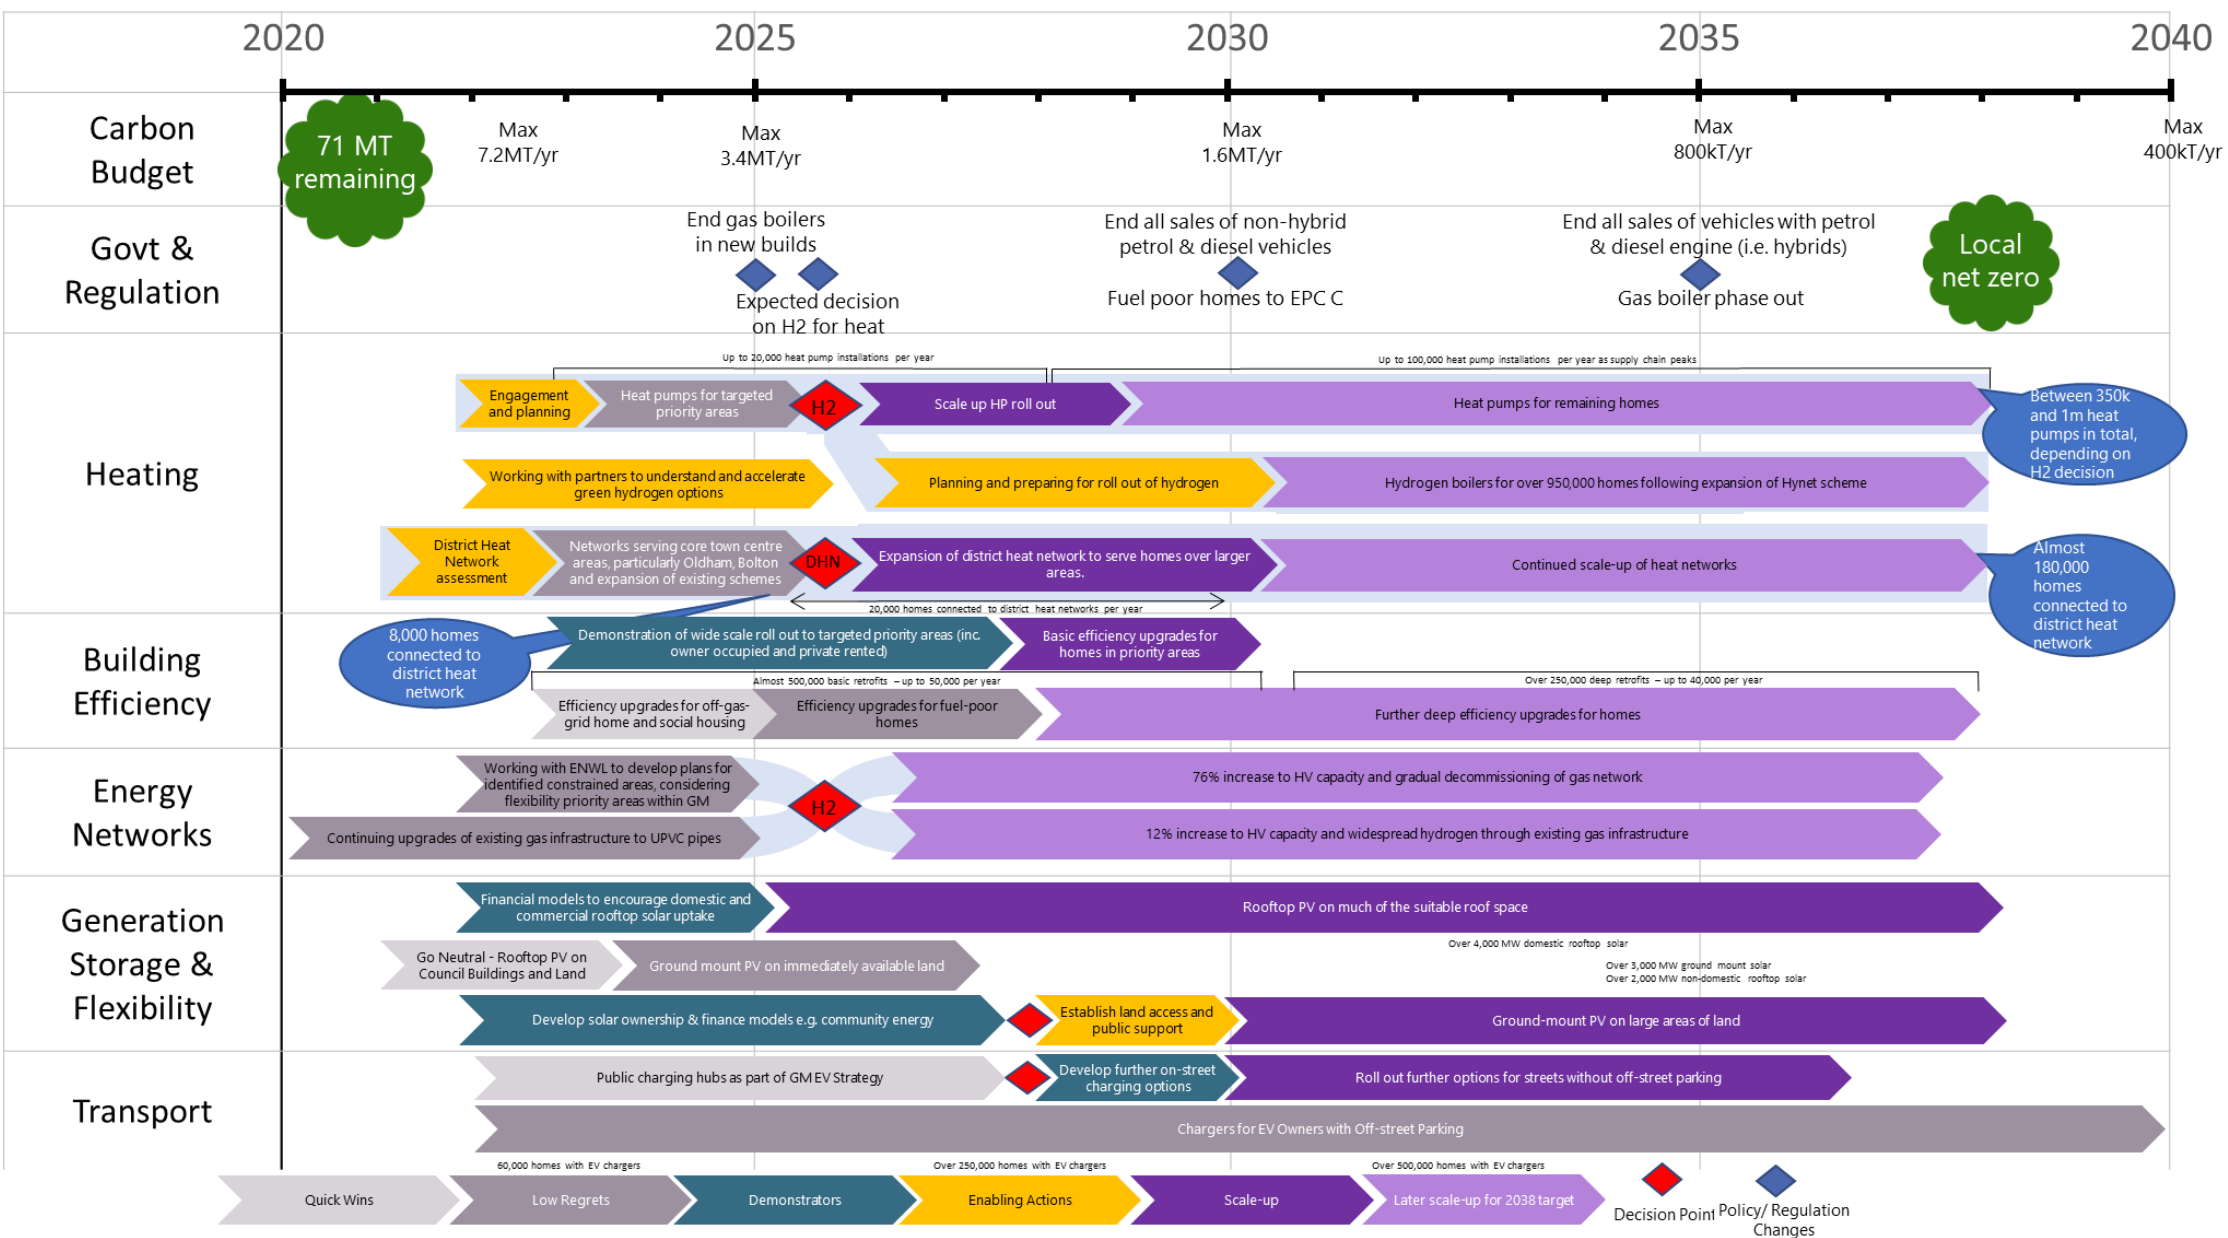 2020
2025
2030
2035
2040
Carbon
Budget
71 MT
remaining
Max
7.2MT/yr
Max
3.4MT/yr
Max
1.6MT/yr
Max
800kT/yr
Max
400kT/yr
Govt &
Regulation
End gas boilers
in new builds
Expected decision
on H2 for heat
End all sales of non-hybrid
petrol & diesel vehicles
Fuel poor homes to EPC C
End all sales of vehicles with petrol
& diesel engine (i.e. hybrids)
Gas boiler phase out
Local
net zero
Heating
Up to 20,000 heat pump installations per year
Up to 100,000 heat pump installations per year as supply chain peaks
Engagement
and planning
Heat pumps for targeted
priority areas
H2
Scale up HP roll out
Heat pumps for remaining homes
Between 350k
and 1m heat
pumps in total,
depending on
H2 decision
Working with partners to understand and accelerate
green hydrogen options
Planning and preparing for roll out of hydrogen
Hydrogen boilers for over 950,000 homes following expansion of Hynet scheme
District Heat
Network
assessment
Networks serving core town centre
areas, particularly Oldham, Bolton
and expansion of existing schemes
DHN
Expansion of district heat network to serve homes over larger
areas.
Continued scale-up of heat networks
Almost
180,000
homes
connected to
district heat
network
20,000 homes connected to district heat networks per year
Building
Efficiency
8,000 homes
connected to
district heat
network
Demonstration of wide scale roll out to targeted priority areas (inc.
owner occupied and private rented)
Basic efficiency upgrades for
homes in priority areas
Almost 500,000 basic retrofits – up to 50,000 per year
Over 250,000 deep retrofits – up to 40,000 per year
Efficiency upgrades for off-gas-
grid home and social housing
Efficiency upgrades for fuel-poor
homes
Further deep efficiency upgrades for homes
Energy
Networks
Working with ENWL to develop plans for
identified constrained areas, considering
flexibility priority areas within GM
H2
76% increase to HV capacity and gradual decommissioning of gas network
Continuing upgrades of existing gas infrastructure to UPVC pipes
12% increase to HV capacity and widespread hydrogen through existing gas infrastructure
Generation
Storage &
Flexibility
Financial models to encourage domestic and
commercial rooftop solar uptake
Rooftop PV on much of the suitable roof space
Over 4,000 MW domestic rooftop solar
Go Neutral - Rooftop PV on
Council Buildings and Land
Ground mount PV on immediately available land
Over 3,000 MW ground mount solar
Over 2,000 MW non-domestic rooftop solar
Develop solar ownership & finance models e.g. community energy
Establish land access and
public support
Ground-mount PV on large areas of land
Transport
Public charging hubs as part of GM EV Strategy
Develop further on-street
charging options
Roll out further options for streets without off-street parking
Chargers for EV Owners with Off-street Parking
60,000 homes with EV chargers
Over 250,000 homes with EV chargers
Over 500,000 homes with EV chargers
Quick Wins
Low Regrets
Demonstrators
Enabling Actions
Scale-up
Later scale-up for 2038 target
Decision Point
Policy/ Regulation
Changes